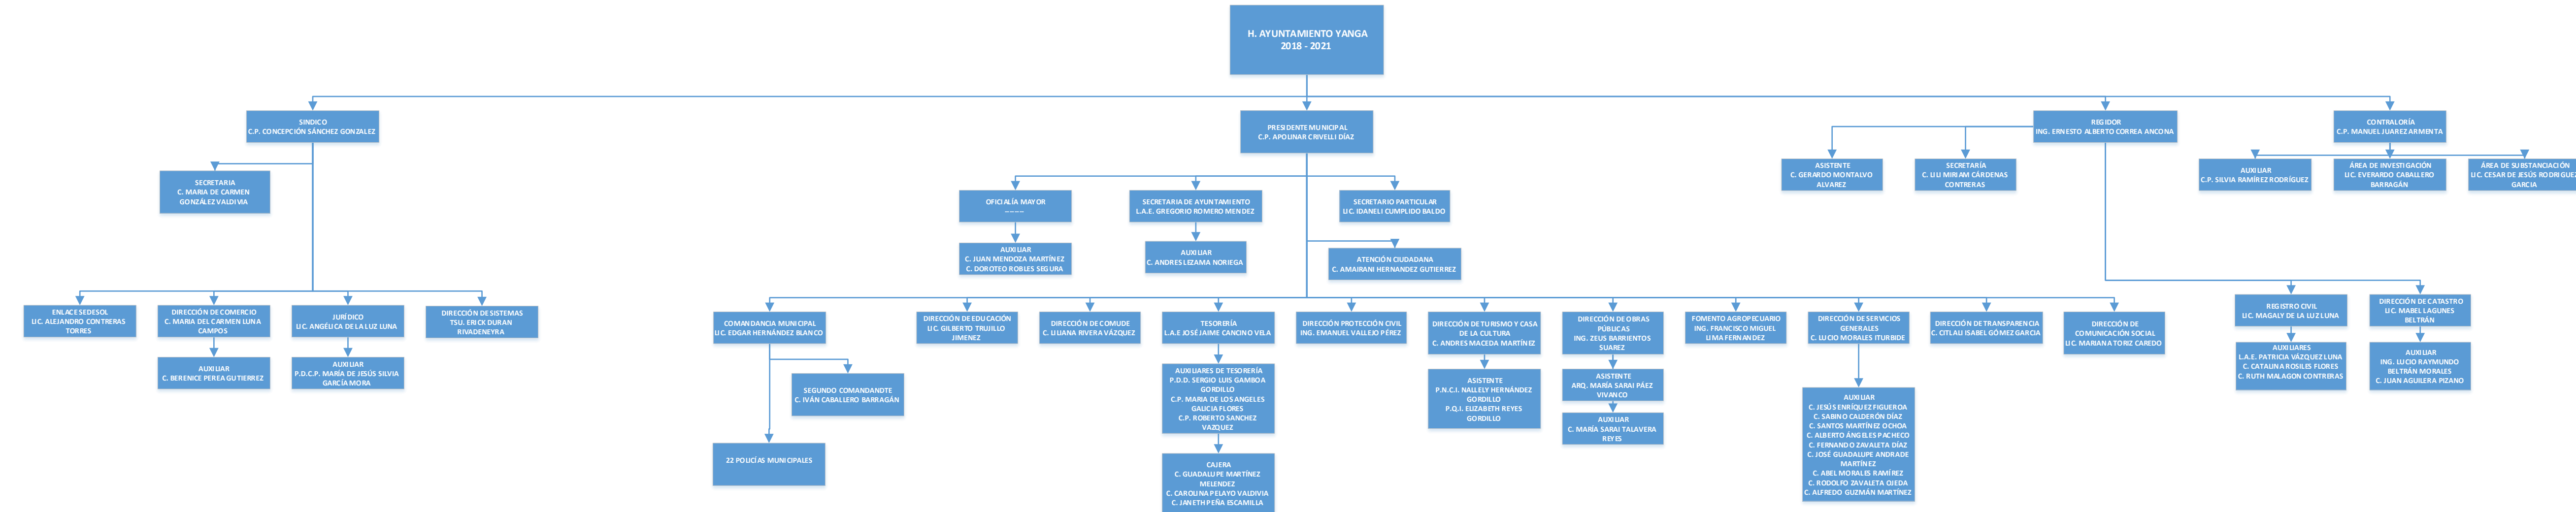 H. AYUNTAMIENTO YANGA
2018 - 2021
SINDICO
C.P. CONCEPCIÓN SÁNCHEZ GONZALEZ
PRESIDENTE MUNICIPAL
C.P. APOLINAR CRIVELLI DÍAZ
REGIDOR
ING. ERNESTO ALBERTO CORREA ANCONA
CONTRALORÍA
C.P. MANUEL JUAREZ ARMENTA
SECRETARIA
C. MARIA DE CARMEN
GONZÁLEZ VALDIVIA
OFICIALÍA MAYOR
-----
SECRETARIA DE AYUNTAMIENTO
L.A.E. GREGORIO ROMERO MENDEZ
SECRETARIO PARTICULAR
LIC. IDANELI CUMPLIDO BALDO
ASISTENTE
C. GERARDO MONTALVO
ALVAREZ
SECRETARÍA
C. LILI MIRIAM CÁRDENAS
CONTRERAS
AUXILIAR
C.P. SILVIA RAMÍREZ RODRÍGUEZ
ÁREA DE INVESTIGACIÓN
LIC. EVERARDO CABALLERO
BARRAGÁN
ÁREA DE SUBSTANCIACIÓN
LIC. CESAR DE JESÚS RODRIGUEZ
GARCIA
AUXILIAR
C. JUAN MENDOZA MARTÍNEZ
C. DOROTEO ROBLES SEGURA
AUXILIAR
C. ANDRES LEZAMA NORIEGA
ATENCIÓN CIUDADANA
C. AMAIRANI HERNANDEZ GUTIERREZ
ENLACE SEDESOL
LIC. ALEJANDRO CONTRERAS
TORRES
DIRECCIÓN DE COMERCIO
C. MARIA DEL CARMEN LUNA
CAMPOS
JURÍDICO
LIC. ANGÉLICA DE LA LUZ LUNA
DIRECCIÓN DE SISTEMAS
TSU. ERICK DURAN
RIVADENEYRA
AUXILIAR
C. BERENICE PEREA GUTIERREZ
AUXILIAR
P.D.C.P. MARÍA DE JESÚS SILVIA
GARCÍA MORA
COMANDANCIA MUNICIPAL
LIC. EDGAR HERNÁNDEZ BLANCO
DIRECCIÓN DE EDUCACIÓN
LIC. GILBERTO TRUJILLO
JIMENEZ
DIRECCIÓN DE COMUDE
C. LILIANA RIVERA VÁZQUEZ
TESORERÍA
L.A.E JOSÉ JAIME CANCINO VELA
DIRECCIÓN PROTECCIÓN CIVIL
ING. EMANUEL VALLEJO PÉREZ
DIRECCIÓN DE TURISMO Y CASA
DE LA CULTURA
C. ANDRES MACEDA MARTÍNEZ
DIRECCIÓN DE OBRAS
PÚBLICAS
ING. ZEUS BARRIENTOS
SUAREZ
FOMENTO AGROPECUARIO
ING. FRANCISCO MIGUEL
LIMA FERNANDEZ
DIRECCIÓN DE SERVICIOS
GENERALES
C. LUCIO MORALES ITURBIDE
DIRECCIÓN DE TRANSPARENCIA
C. CITLALI ISABEL GÓMEZ GARCIA
DIRECCIÓN DE
COMUNICACIÓN SOCIAL
LIC. MARIANA TORIZ CAREDO
REGISTRO CIVIL
LIC. MAGALY DE LA LUZ LUNA
DIRECCIÓN DE CATASTRO
LIC. MABEL LAGUNES
BELTRÁN
SEGUNDO COMANDANDTE
C. IVÁN CABALLERO BARRAGÁN
22 POLICÍAS MUNICIPALES
AUXILIARES DE TESORERÍA
P.D.D. SERGIO LUIS GAMBOA
GORDILLO
C.P. MARIA DE LOS ANGELES
GALICIA FLORES
C.P. ROBERTO SANCHEZ
VAZQUEZ
CAJERA
C. GUADALUPE MARTÍNEZ
MELENDEZ
C. CAROLINA PELAYO VALDIVIA
C. JANETH PEÑA ESCAMILLA
ASISTENTE
P.N.C.I. NALLELY HERNÁNDEZ
GORDILLO
P.Q.I. ELIZABETH REYES
GORDILLO
ASISTENTE
ARQ. MARÍA SARAI PÁEZ
VIVANCO
AUXILIAR
C. MARÍA SARAI TALAVERA
REYES
AUXILIAR
C. JESÚS ENRÍQUEZ FIGUEROA
C. SABINO CALDERÓN DÍAZ
C. SANTOS MARTÍNEZ OCHOA
C. ALBERTO ÁNGELES PACHECO
C. FERNANDO ZAVALETA DÍAZ
C. JOSÉ GUADALUPE ANDRADE
MARTÍNEZ
C. ABEL MORALES RAMÍREZ
C. RODOLFO ZAVALETA OJEDA
C. ALFREDO GUZMÁN MARTÍNEZ
AUXILIARES
L.A.E. PATRICIA VÁZQUEZ LUNA
C. CATALINA ROSILES FLORES
C. RUTH MALAGON CONTRERAS
AUXILIAR
ING. LUCIO RAYMUNDO
BELTRÁN MORALES
C. JUAN AGUILERA PIZANO